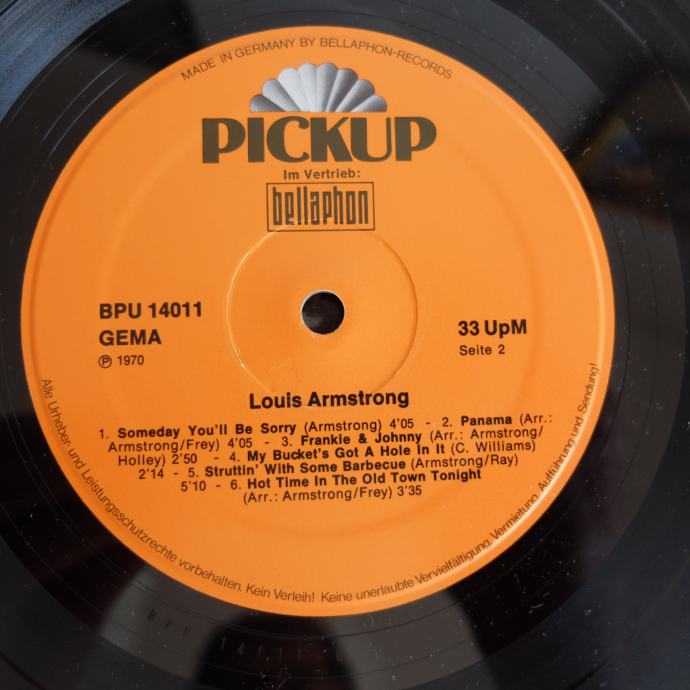 MADE IN GERMANY BY BELLAPHON-RECORDS
PICKUP
Im Vertrieb:
bellaphon
BPU 14011
GEMA
℗ 1970
33 UpM
Seite 2
Louis Armstrong
1. Someday You'll Be Sorry (Armstrong) 4'05 - 2. Panama (Arr.:
Armstrong/Frey) 4'05 - 3. Frankie & Johnny (Arr.: Armstrong/
Holley) 2'50 - 4. My Bucket's Got A Hole In It (C. Williams)
2'14 - 5. Struttin' With Some Barbecue (Armstrong/Ray)
5'10 - 6. Hot Time In The Old Town Tonight
(Arr.: Armstrong/Frey) 3'35
Alle Urheber- und Leistungsschutzrechte vorbehalten. Kein Verleih! Keine unerlaubte Vervielfältigung, Vermietung, Aufführung und Sendung!